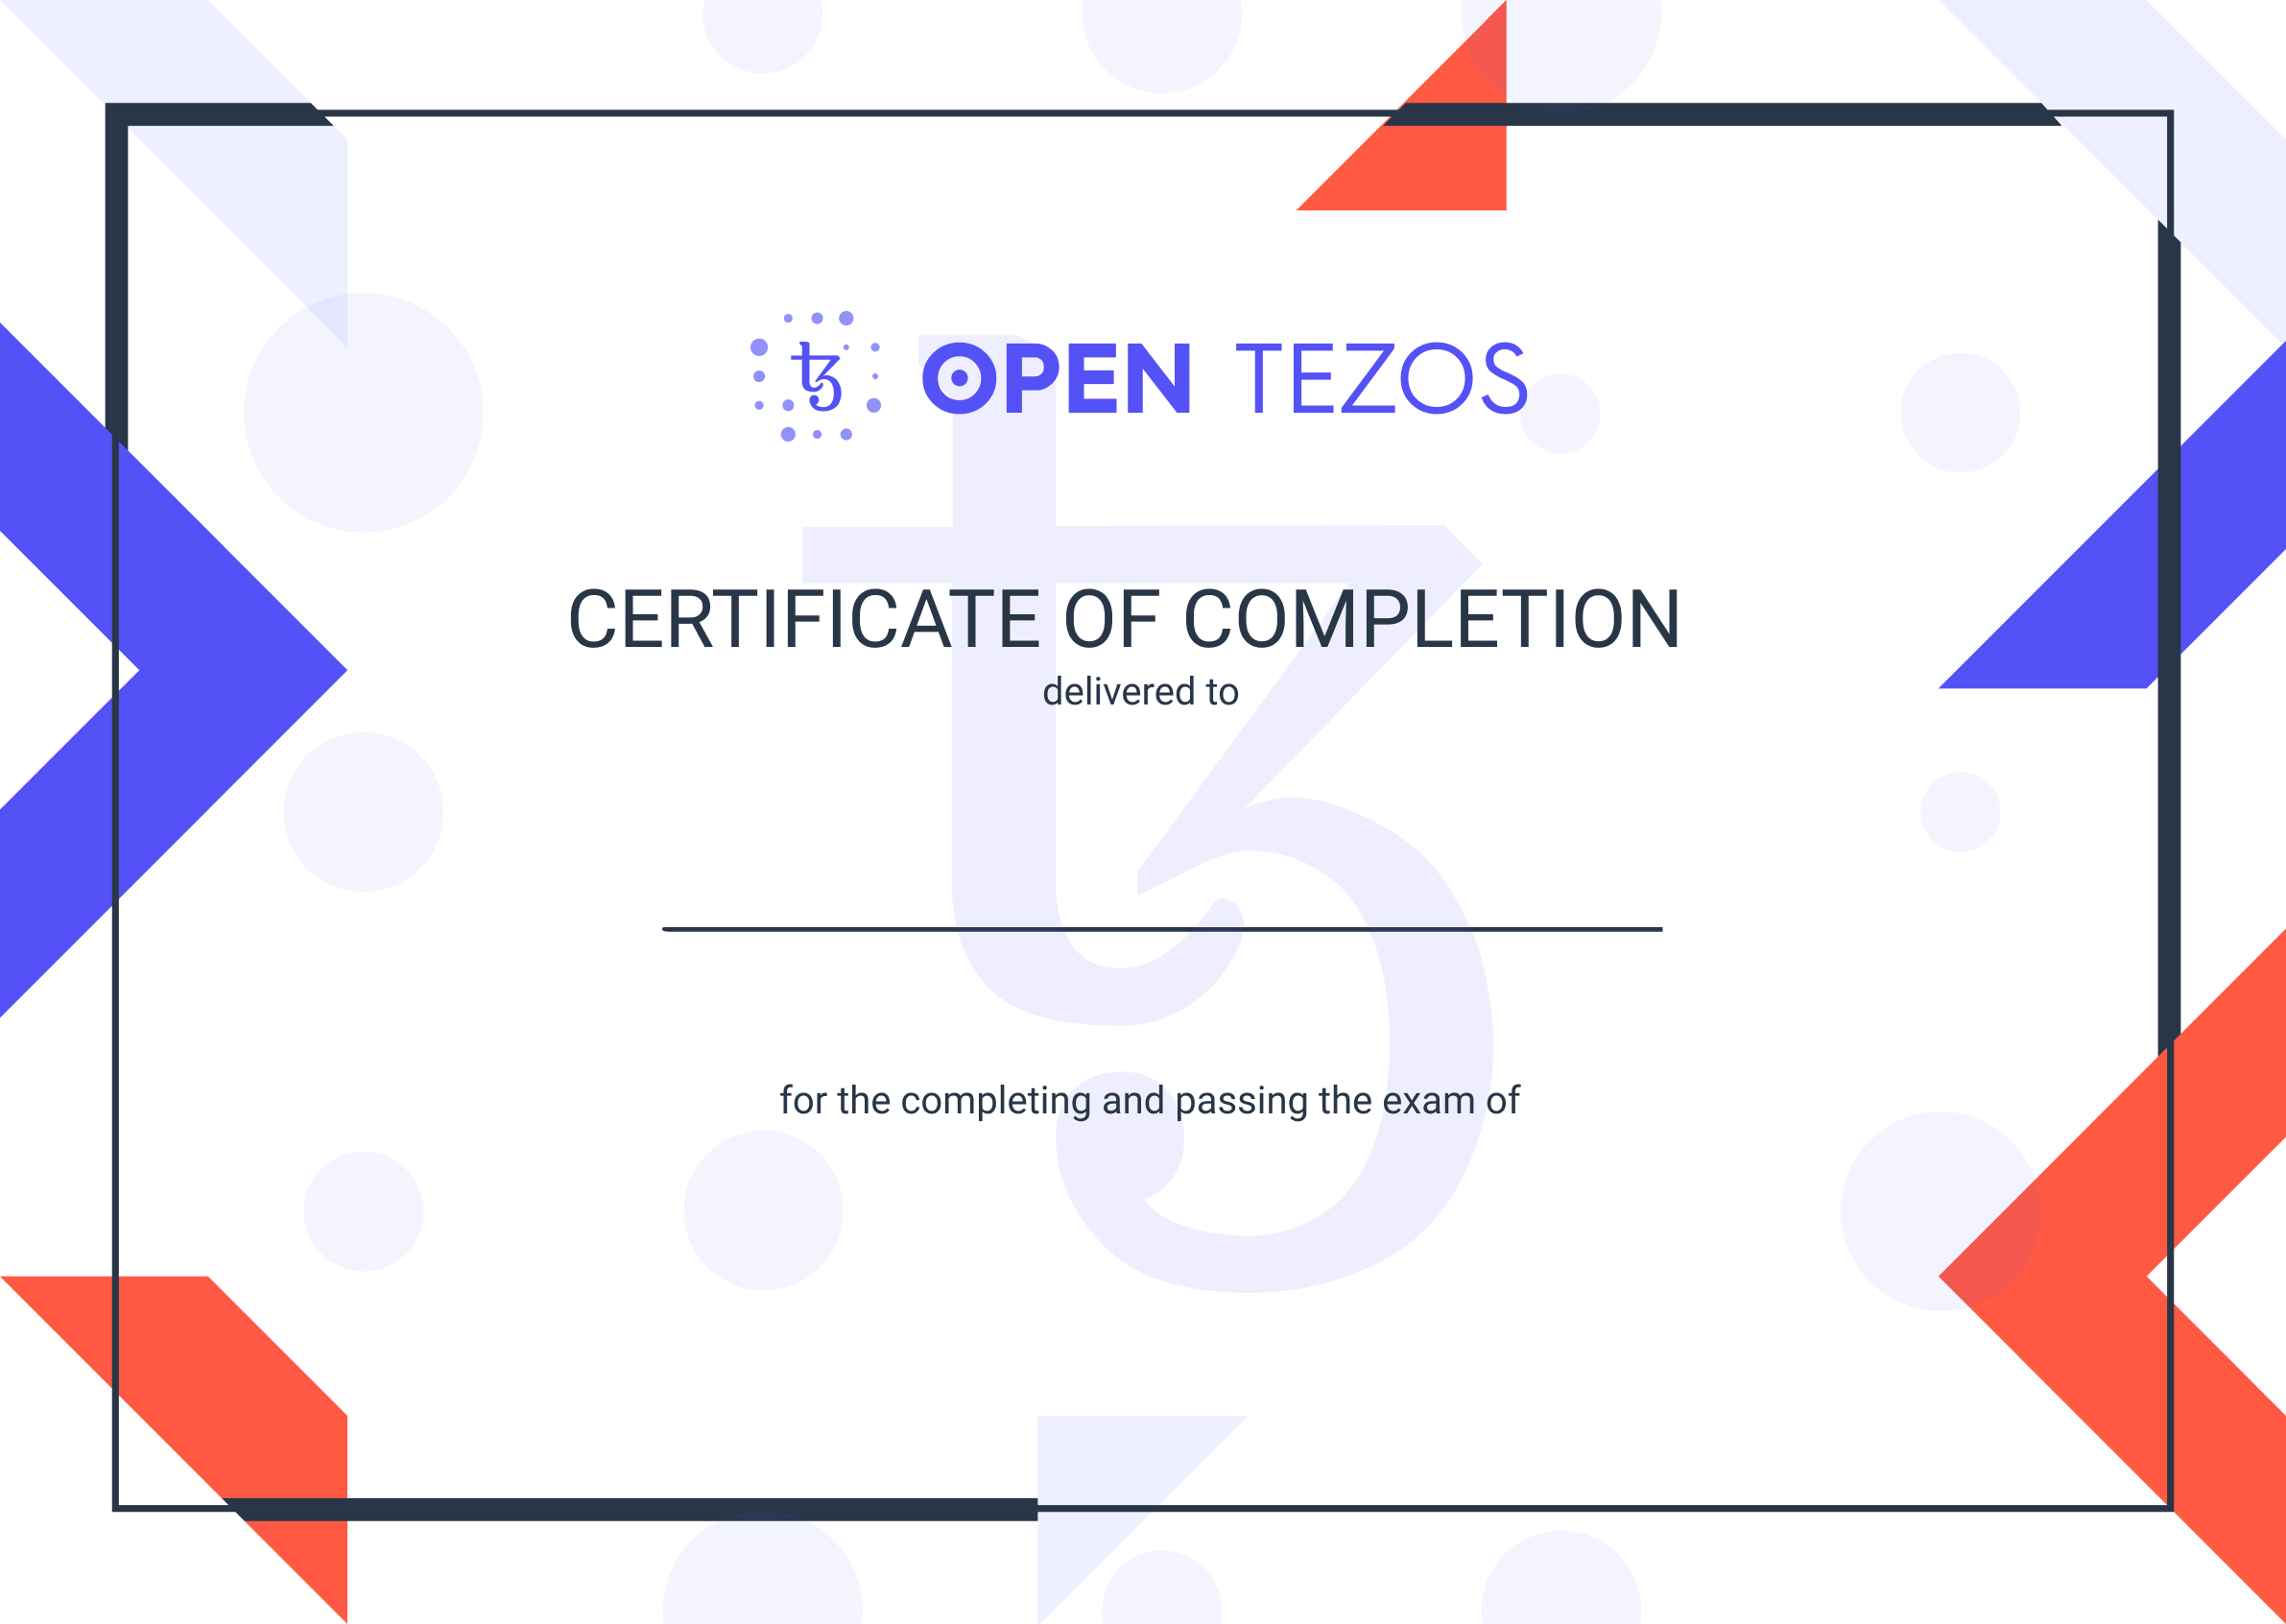 OPEN TEZOS
CERTIFICATE OF COMPLETION
delivered to
for the completing and passing the exam of